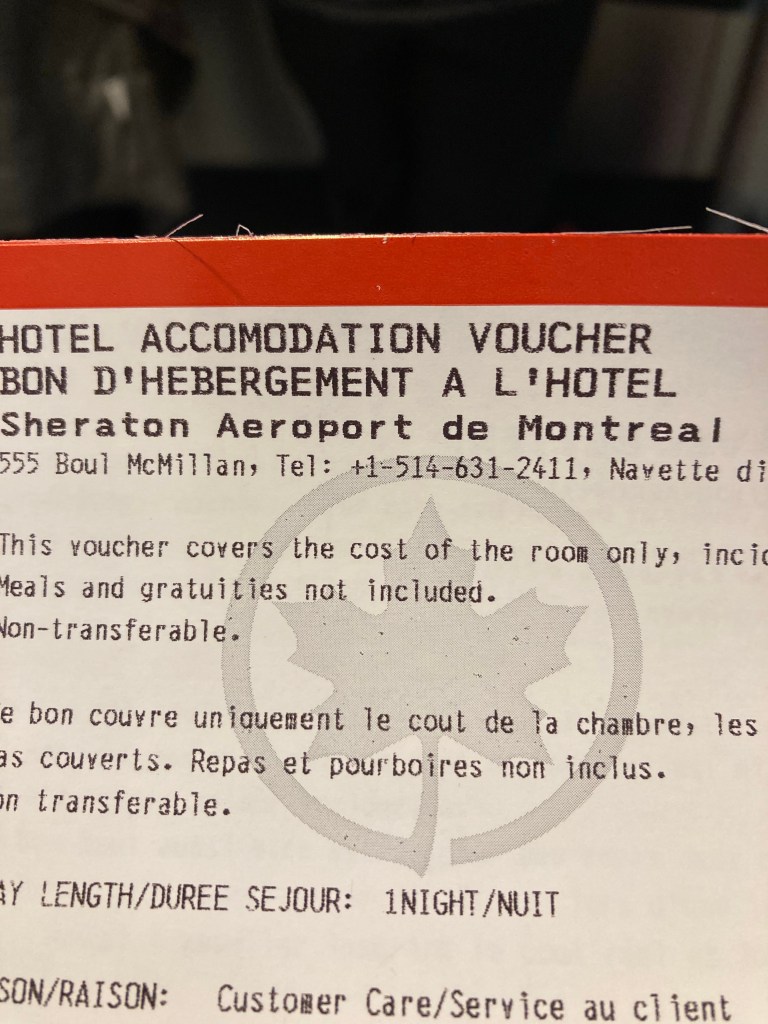 HOTEL ACCOMODATION VOUCHER
BON D'HEBERGEMENT A L'HOTEL
Sheraton Aeroport de Montreal
555 Boul McMillan, Tel: +1-514-631-2411, Navette di
This voucher covers the cost of the room only, incid
Meals and gratuities not included.
Non-transferable.
e bon couvre uniquement le cout de la chambre, les
as couverts. Repas et pourboires non inclus.
on transferable.
AY LENGTH/DUREE SEJOUR: 1NIGHT/NUIT
SON/RAISON: Customer Care/Service au client